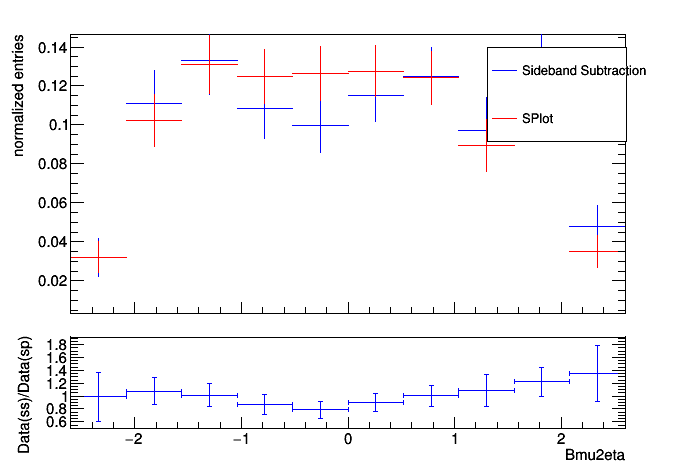 normalized entries
0.14
0.12
0.1
0.08
0.06
0.04
0.02
Sideband Subtraction
SPlot
Data(ss)/Data(sp)
1.8
1.6
1.4
1.2
1
0.8
0.6
−2 −1 0 1 2
Bmu2eta